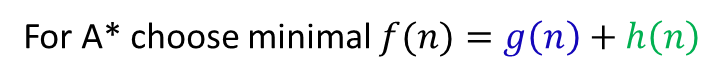 For A* choose minimal f(n) = g(n) + h(n)